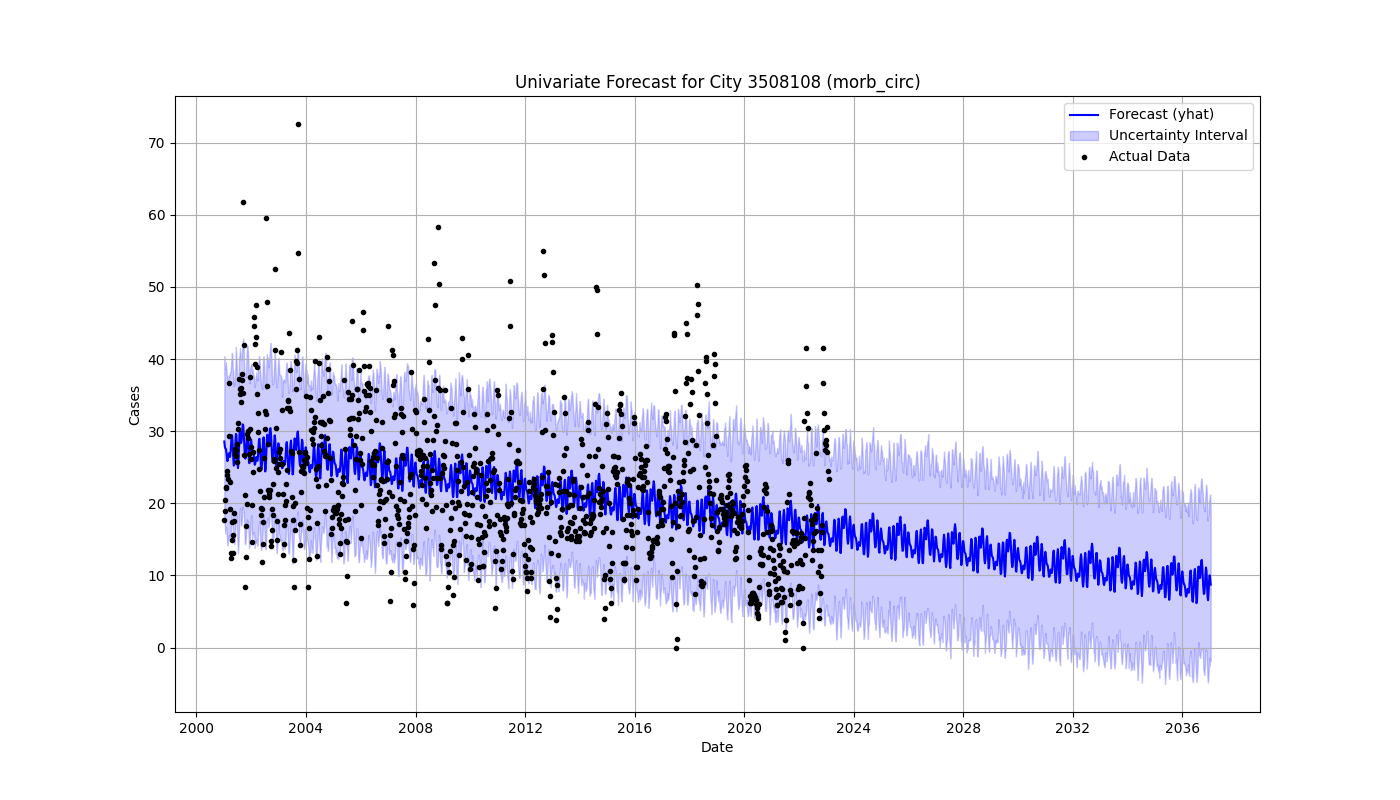 Univariate Forecast for City 3508108 (morb_circ)
Forecast (yhat)
Uncertainty Interval
Actual Data
Cases
70
60
50
40
30
20
10
0
2000 2004 2008 2012 2016 2020 2024 2028 2032 2036
Date